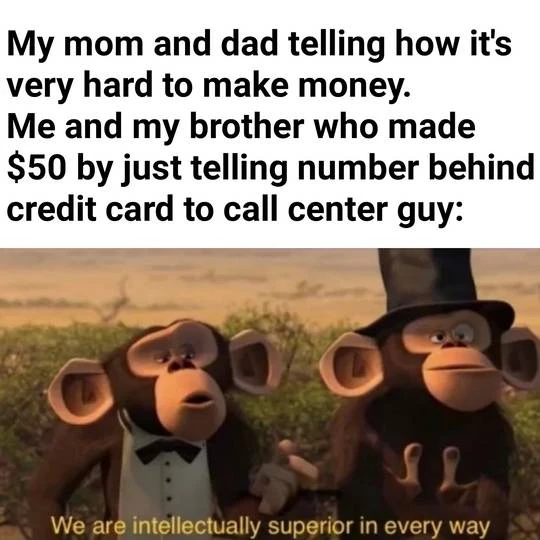 My mom and dad telling how it's
very hard to make money.
Me and my brother who made
$50 by just telling number behind
credit card to call center guy:
We are intellectually superior in every way